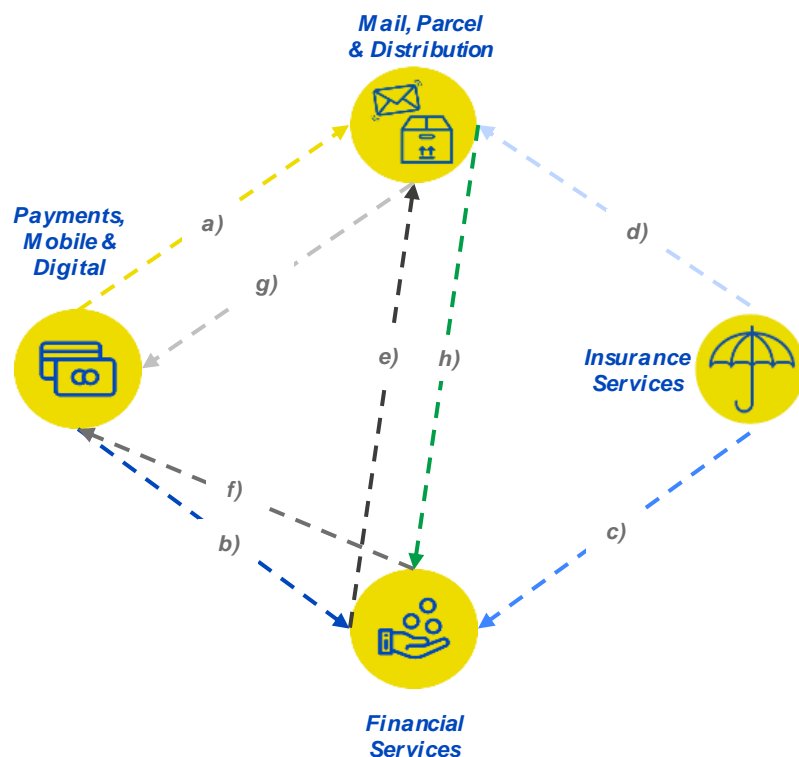 Mail, Parcel
& Distribution
Payments,
Mobile &
Digital
a)
d)
g)
e)
h)
Insurance
Services
f)
b)
c)
Financial
Services